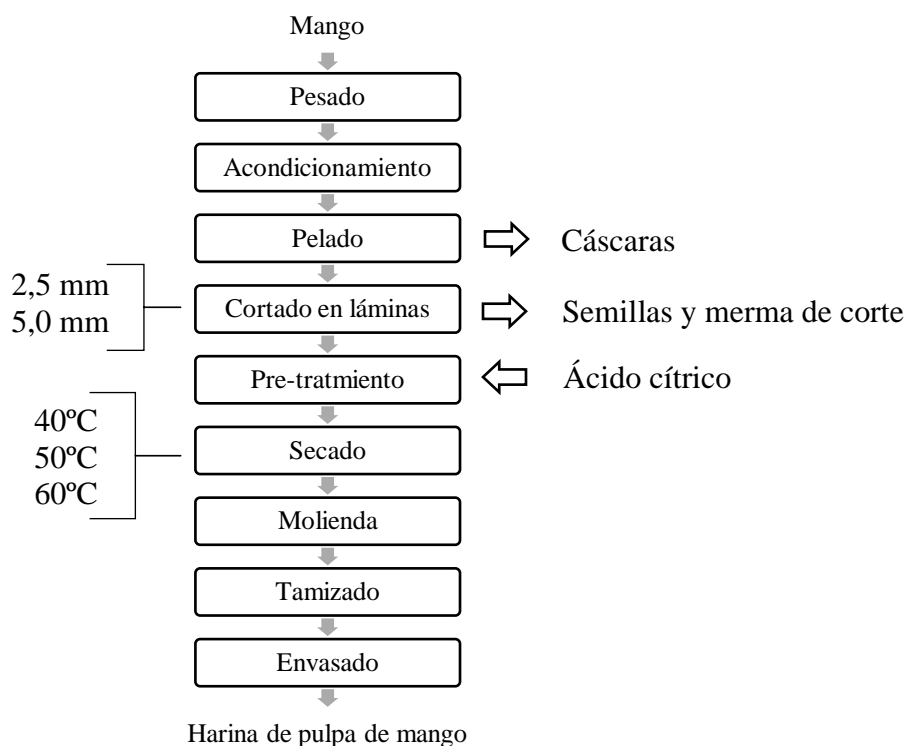 Mango
Pesado
Acondicionamiento
Pelado
Cáscaras
2,5 mm
5,0 mm
Cortado en láminas
Semillas y merma de corte
Pre-tratmiento
Ácido cítrico
40ºC
50ºC
60ºC
Secado
Molienda
Tamizado
Envasado
Harina de pulpa de mango